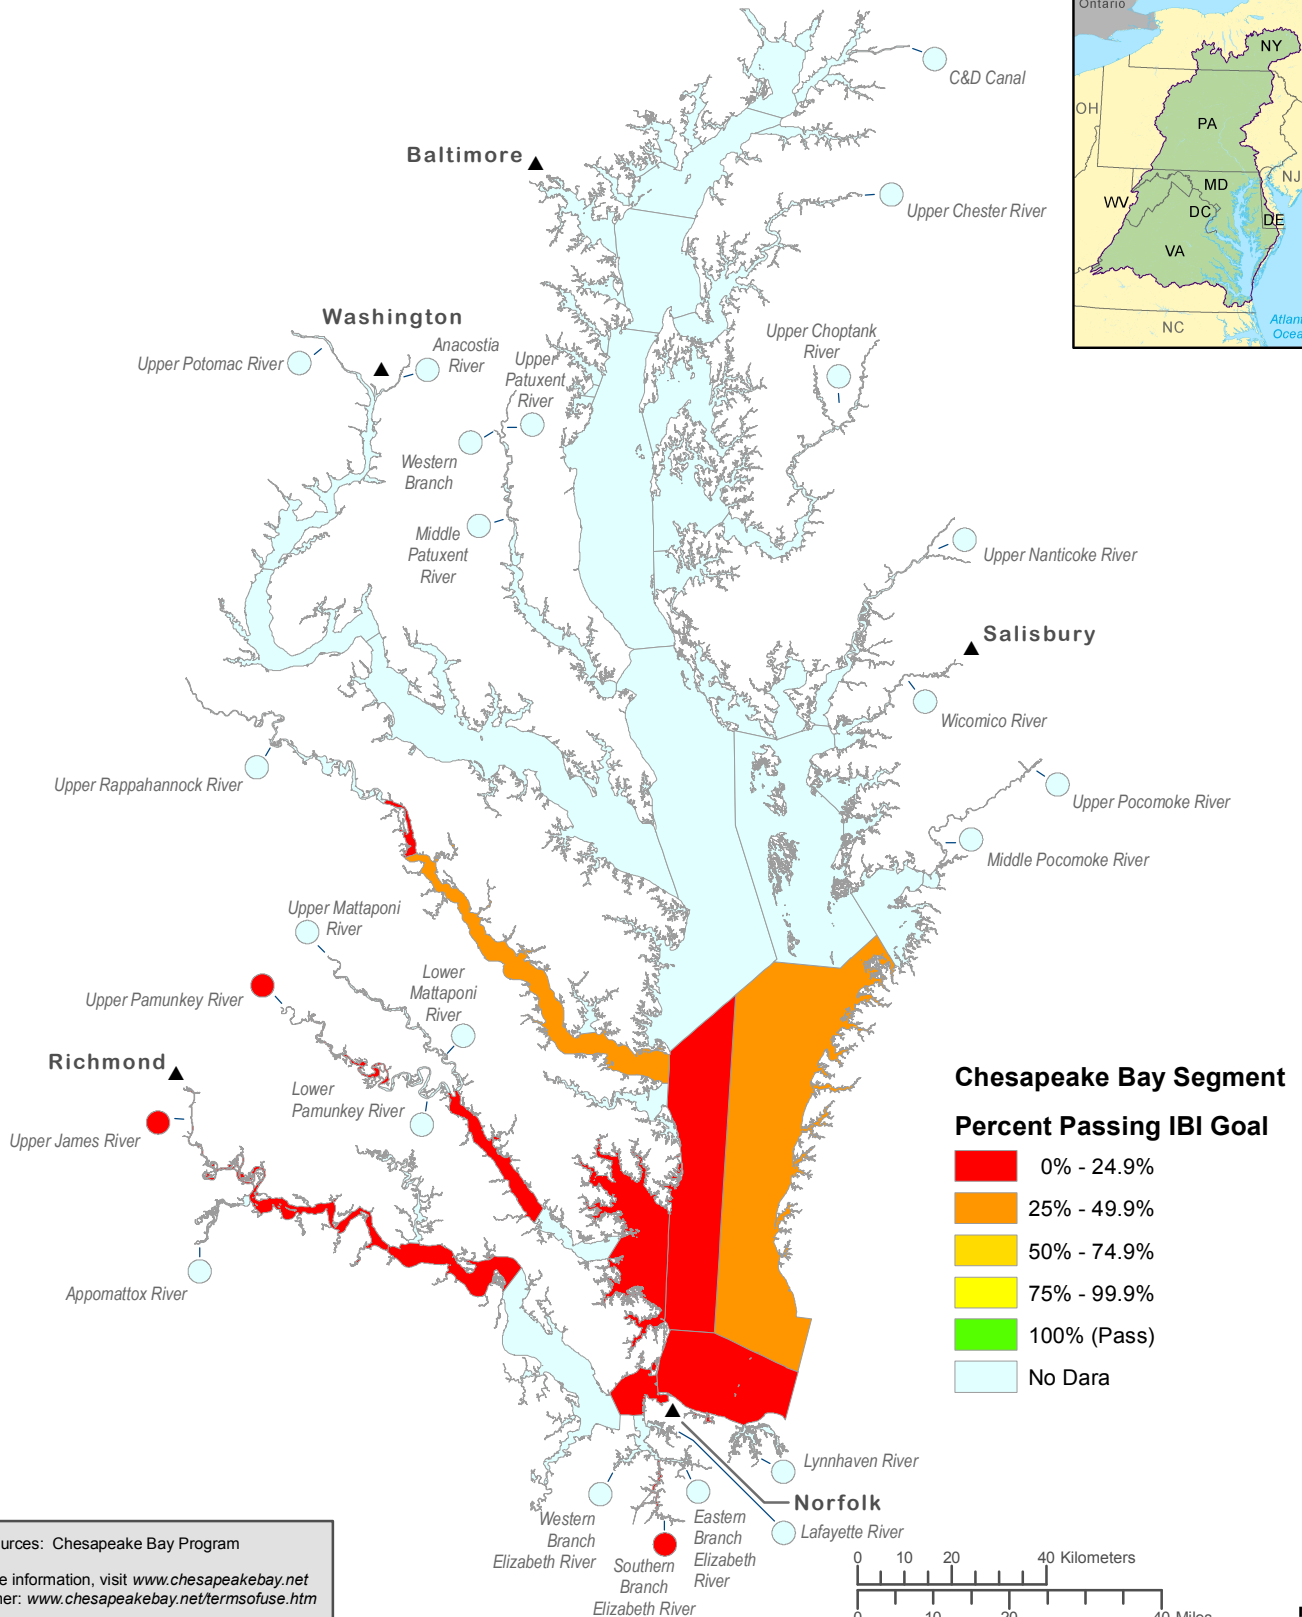 Ontario
NY
OH
PA
NJ
MD
WV
DC
DE
VA
NC
C&D Canal
Baltimore
Upper Chester River
Washington
Upper Potomac River
Anacostia
River
Upper
Patuxent
River
Upper Choptank
River
Western
Branch
Middle
Patuxent
River
Upper Nanticoke River
Salisbury
Wicomico River
Upper Rappahannock River
Upper Pocomoke River
Middle Pocomoke River
Upper Mattaponi
River
Lower
Mattaponi
River
Upper Pamunkey River
Richmond
Lower
Pamunkey River
Upper James River
Appomattox River
Chesapeake Bay Segment
Percent Passing IBI Goal
0% - 24.9%
25% - 49.9%
50% - 74.9%
75% - 99.9%
100% (Pass)
No Dara
Lynnhaven River
Norfolk
Lafayette River
Western
Branch
Elizabeth River
Eastern
Branch
Elizabeth
River
Southern
Branch
Elizabeth River
urces: Chesapeake Bay Program
e information, visit www.chesapeakebay.net
ner: www.chesapeakebay.net/termsofuse.htm
0 10 20 40 Kilometers
0 10 20 40 Miles